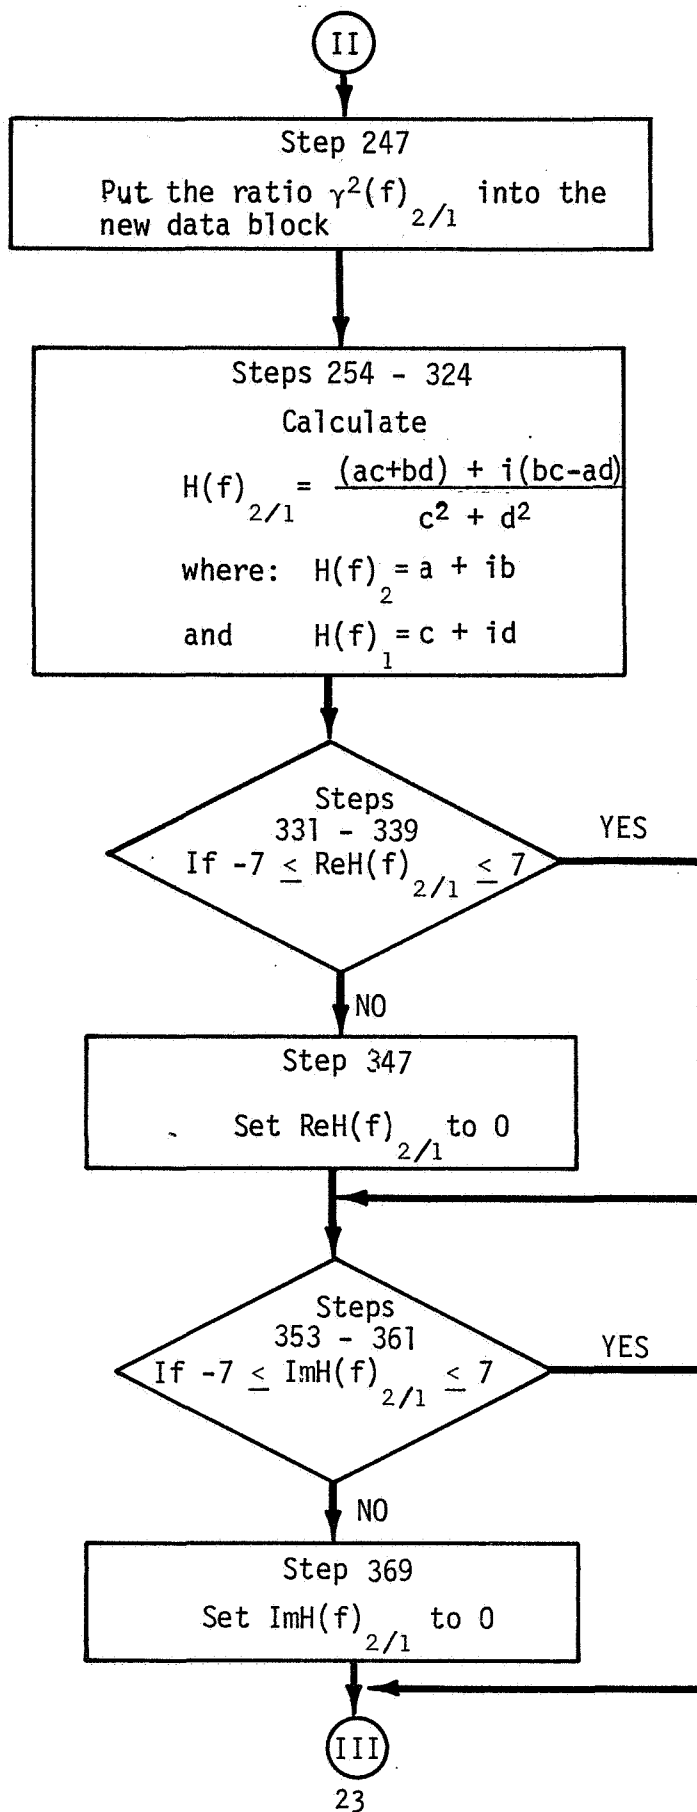 II
Step 247
Put the ratio γ²(f)₂/₁ into the
new data block
Steps 254 - 324
Calculate
H(f)₂/₁ = (ac+bd) + i(bc-ad)
c² + d²
where: H(f)₂ = a + ib
and H(f)₁ = c + id
Steps
331 - 339
If -7 ≤ ReH(f)₂/₁ ≤ 7
YES
NO
Step 347
Set ReH(f)₂/₁ to 0
Steps
353 - 361
If -7 ≤ ImH(f)₂/₁ ≤ 7
YES
NO
Step 369
Set ImH(f)₂/₁ to 0
III
23